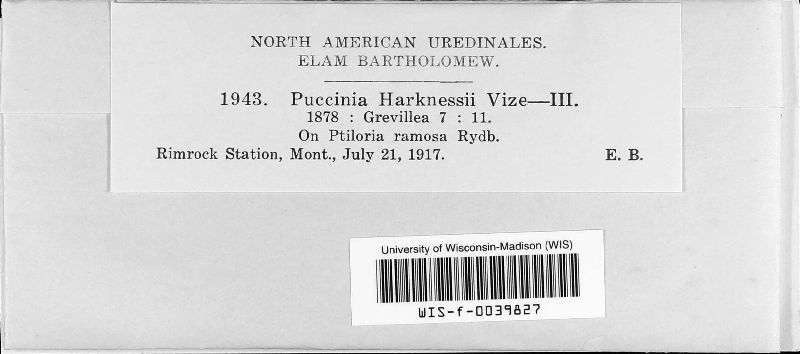 NORTH AMERICAN UREDINALES.
ELAM BARTHOLOMEW.
1943. Puccinia Harknessii Vize—III.
1878 : Grevillea 7 : 11.
On Ptiloria ramosa Rydb.
Rimrock Station, Mont., July 21, 1917. E. B.
University of Wisconsin-Madison (WIS)
WIS-f-0039827